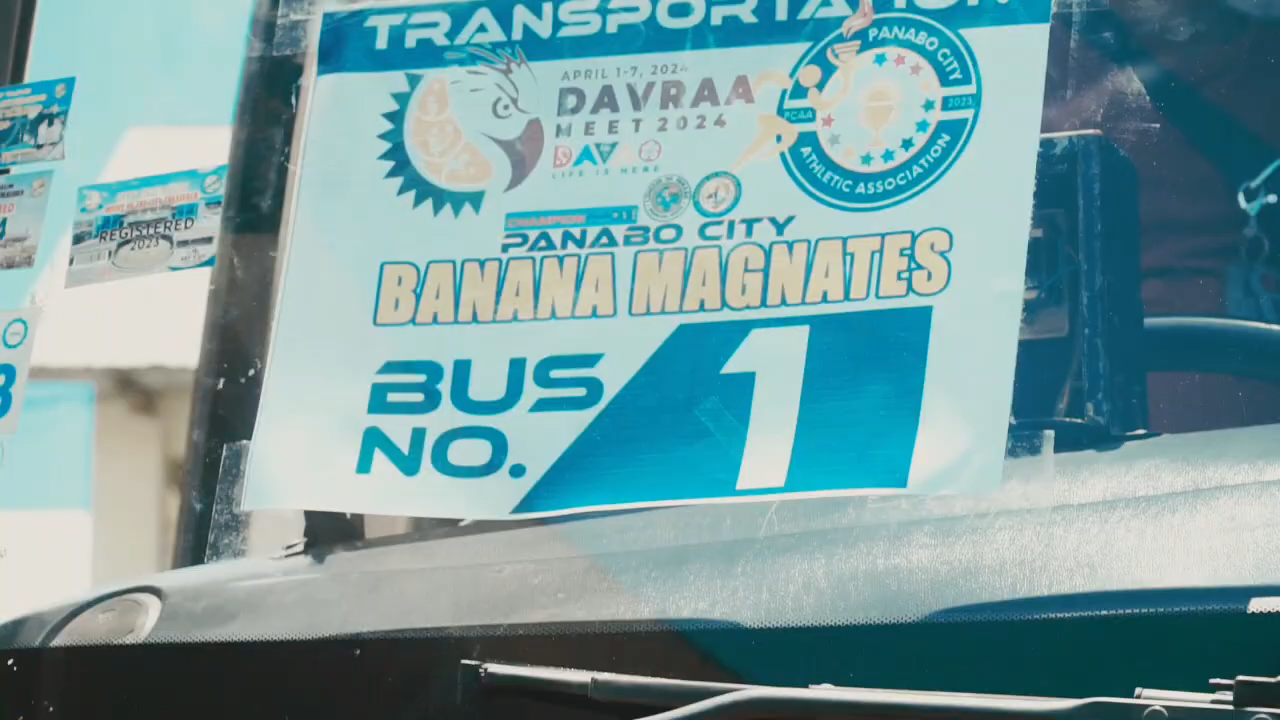 TRANSPORTATION
APRIL 1-7, 2024
DAVRAA
MEET 2024
DAVAO
LIFE IS HERE
PANABO CITY
2023
PCAA
ATHLETIC ASSOCIATION
CHAMPION
PANABO CITY
BANANA MAGNATES
BUS
NO.
1
REGISTERED
2023